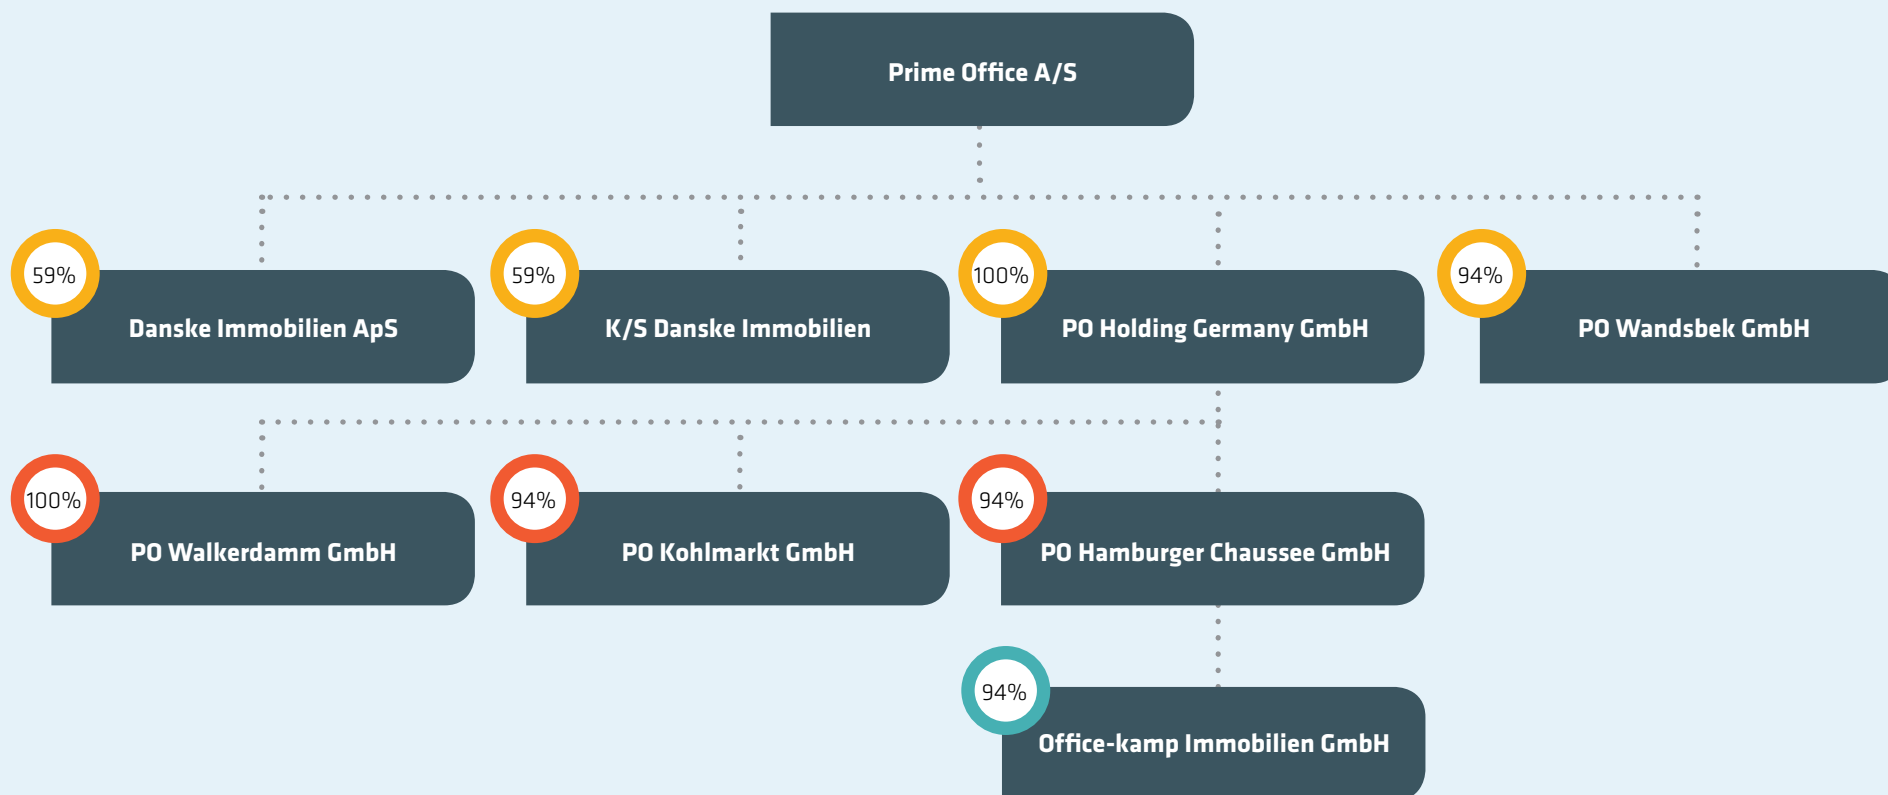 Prime Office A/S
59%
Danske Immobilien ApS
59%
K/S Danske Immobilien
100%
PO Holding Germany GmbH
94%
PO Wandsbek GmbH
100%
PO Walkerdamm GmbH
94%
PO Kohlmarkt GmbH
94%
PO Hamburger Chaussee GmbH
94%
Office-kamp Immobilien GmbH